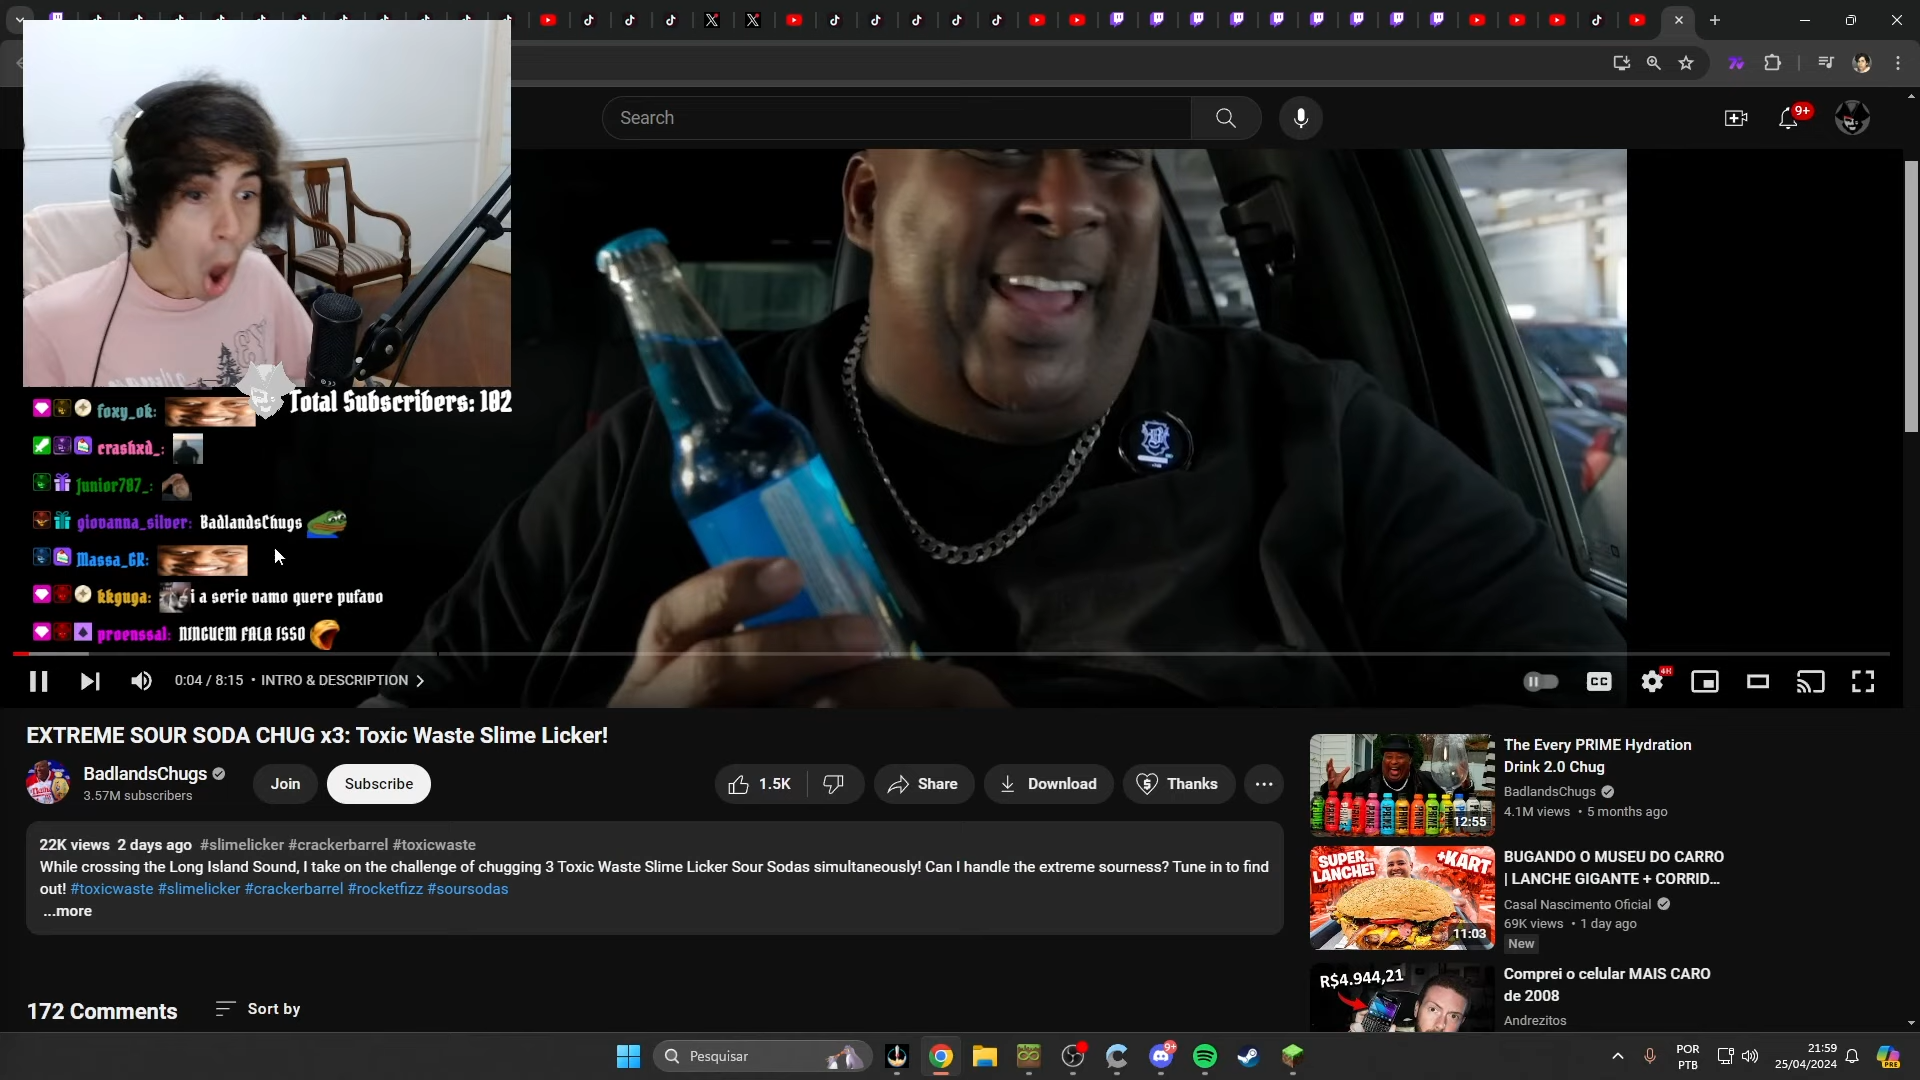 Search
9+
foxy_ok:
Total Subscribers: 182
crashxd_:
Junior787_:
giovanna_silver: BadlandsChugs
Massa_GR:
kkguga: i a serie vamo quere pufavo
proenssal: NINGUEM FALA ISSO
0:04 / 8:15 • INTRO & DESCRIPTION
CC
4K
EXTREME SOUR SODA CHUG x3: Toxic Waste Slime Licker!
BadlandsChugs
3.57M subscribers
Join
Subscribe
1.5K
Share
Download
Thanks
22K views 2 days ago #slimelicker #crackerbarrel #toxicwaste
While crossing the Long Island Sound, I take on the challenge of chugging 3 Toxic Waste Slime Licker Sour Sodas simultaneously! Can I handle the extreme sourness? Tune in to find
out! #toxicwaste #slimelicker #crackerbarrel #rocketfizz #soursodas
...more
172 Comments
Sort by
12:55
The Every PRIME Hydration
Drink 2.0 Chug
BadlandsChugs
4.1M views • 5 months ago
SUPER
LANCHE!
+KART
11:03
BUGANDO O MUSEU DO CARRO
| LANCHE GIGANTE + CORRID...
Casal Nascimento Oficial
69K views • 1 day ago
New
R$4.944,21
Comprei o celular MAIS CARO
de 2008
Andrezitos
Pesquisar
9+
POR
PTB
21:59
25/04/2024
PRE